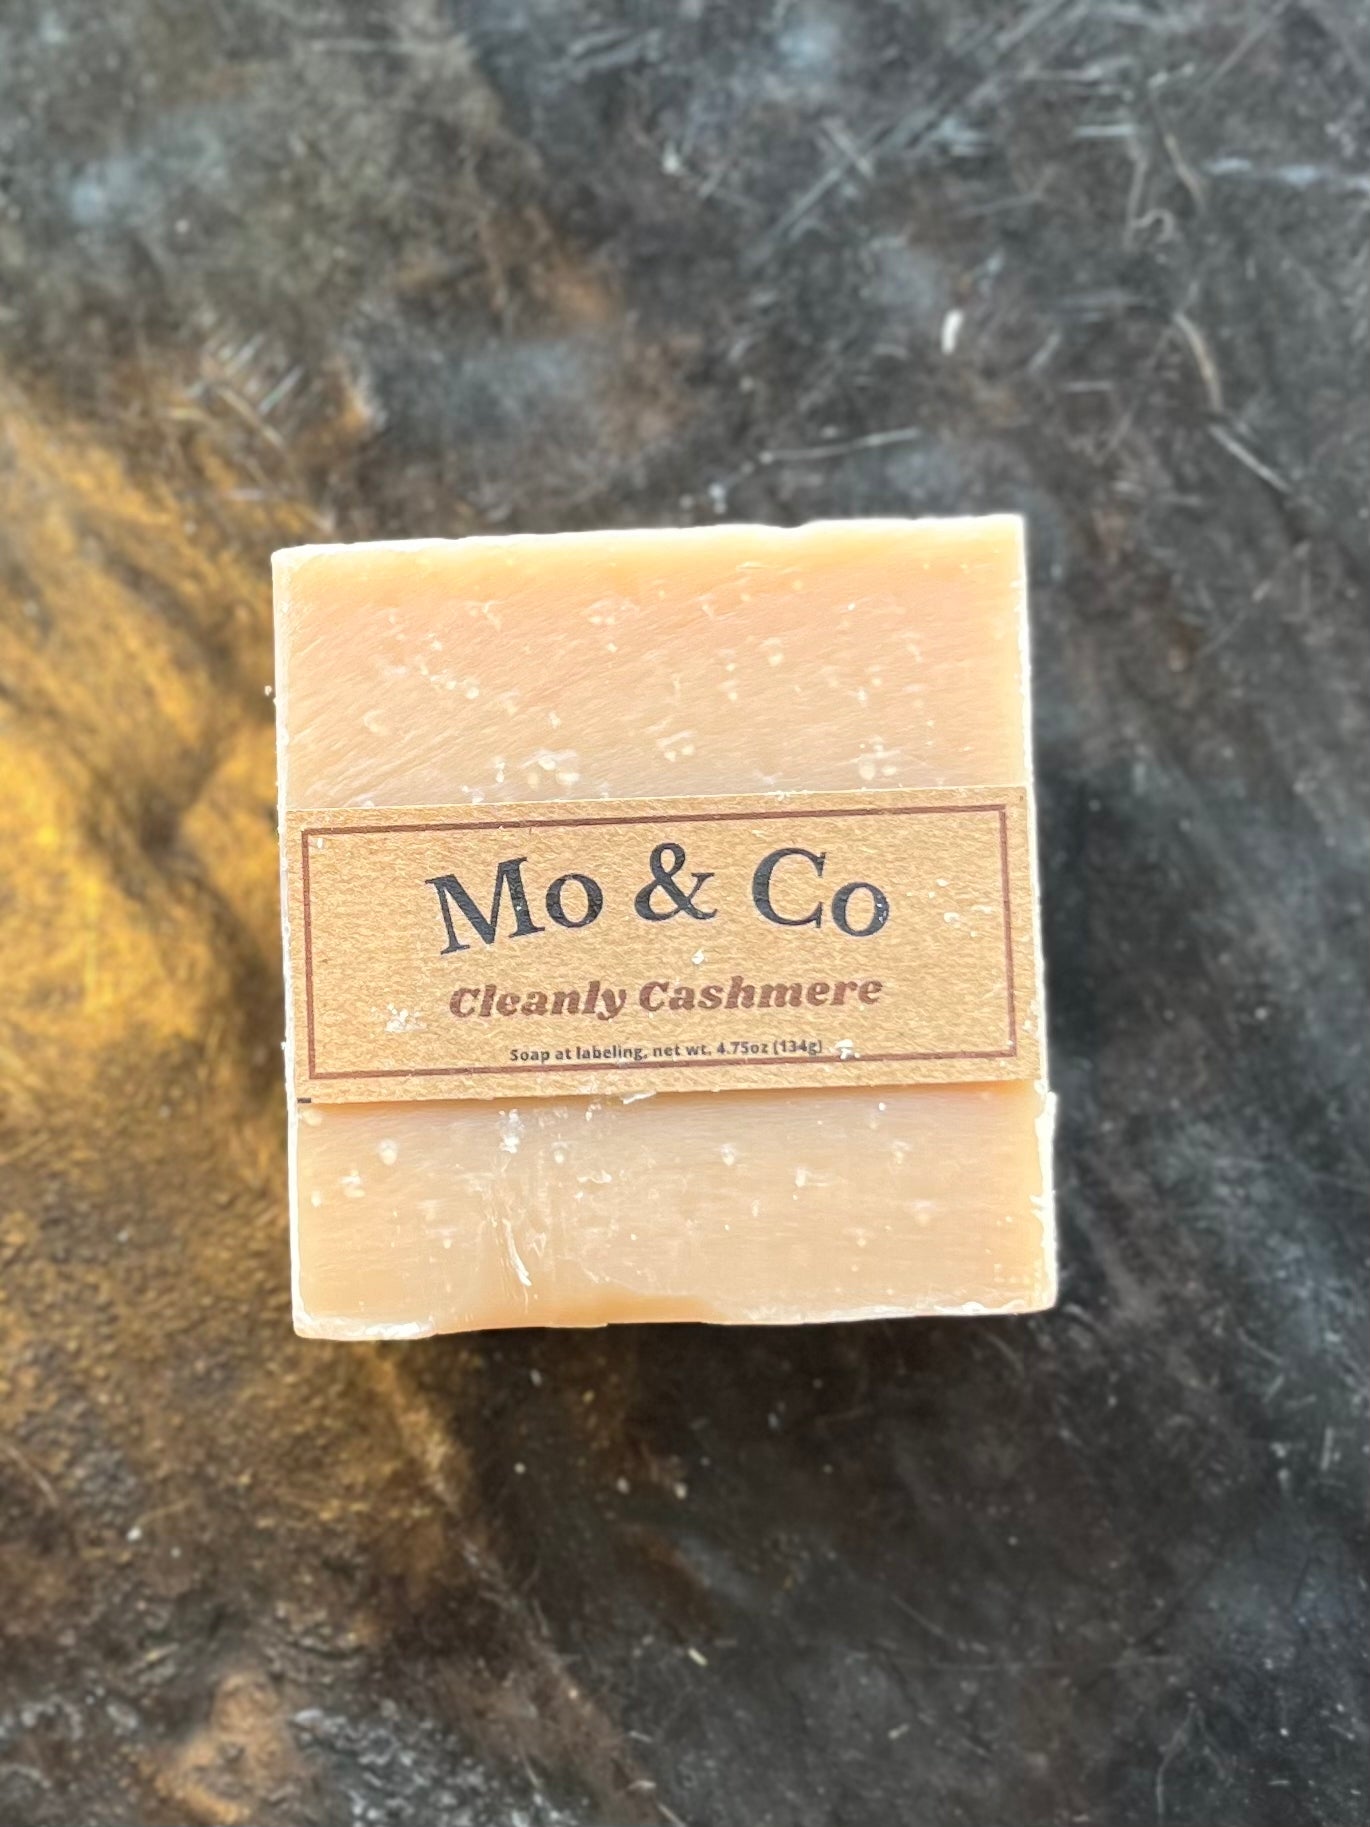 Mo & Co
Cleanly Cashmere
Soap at labeling, net wt. 4.75oz (134g)